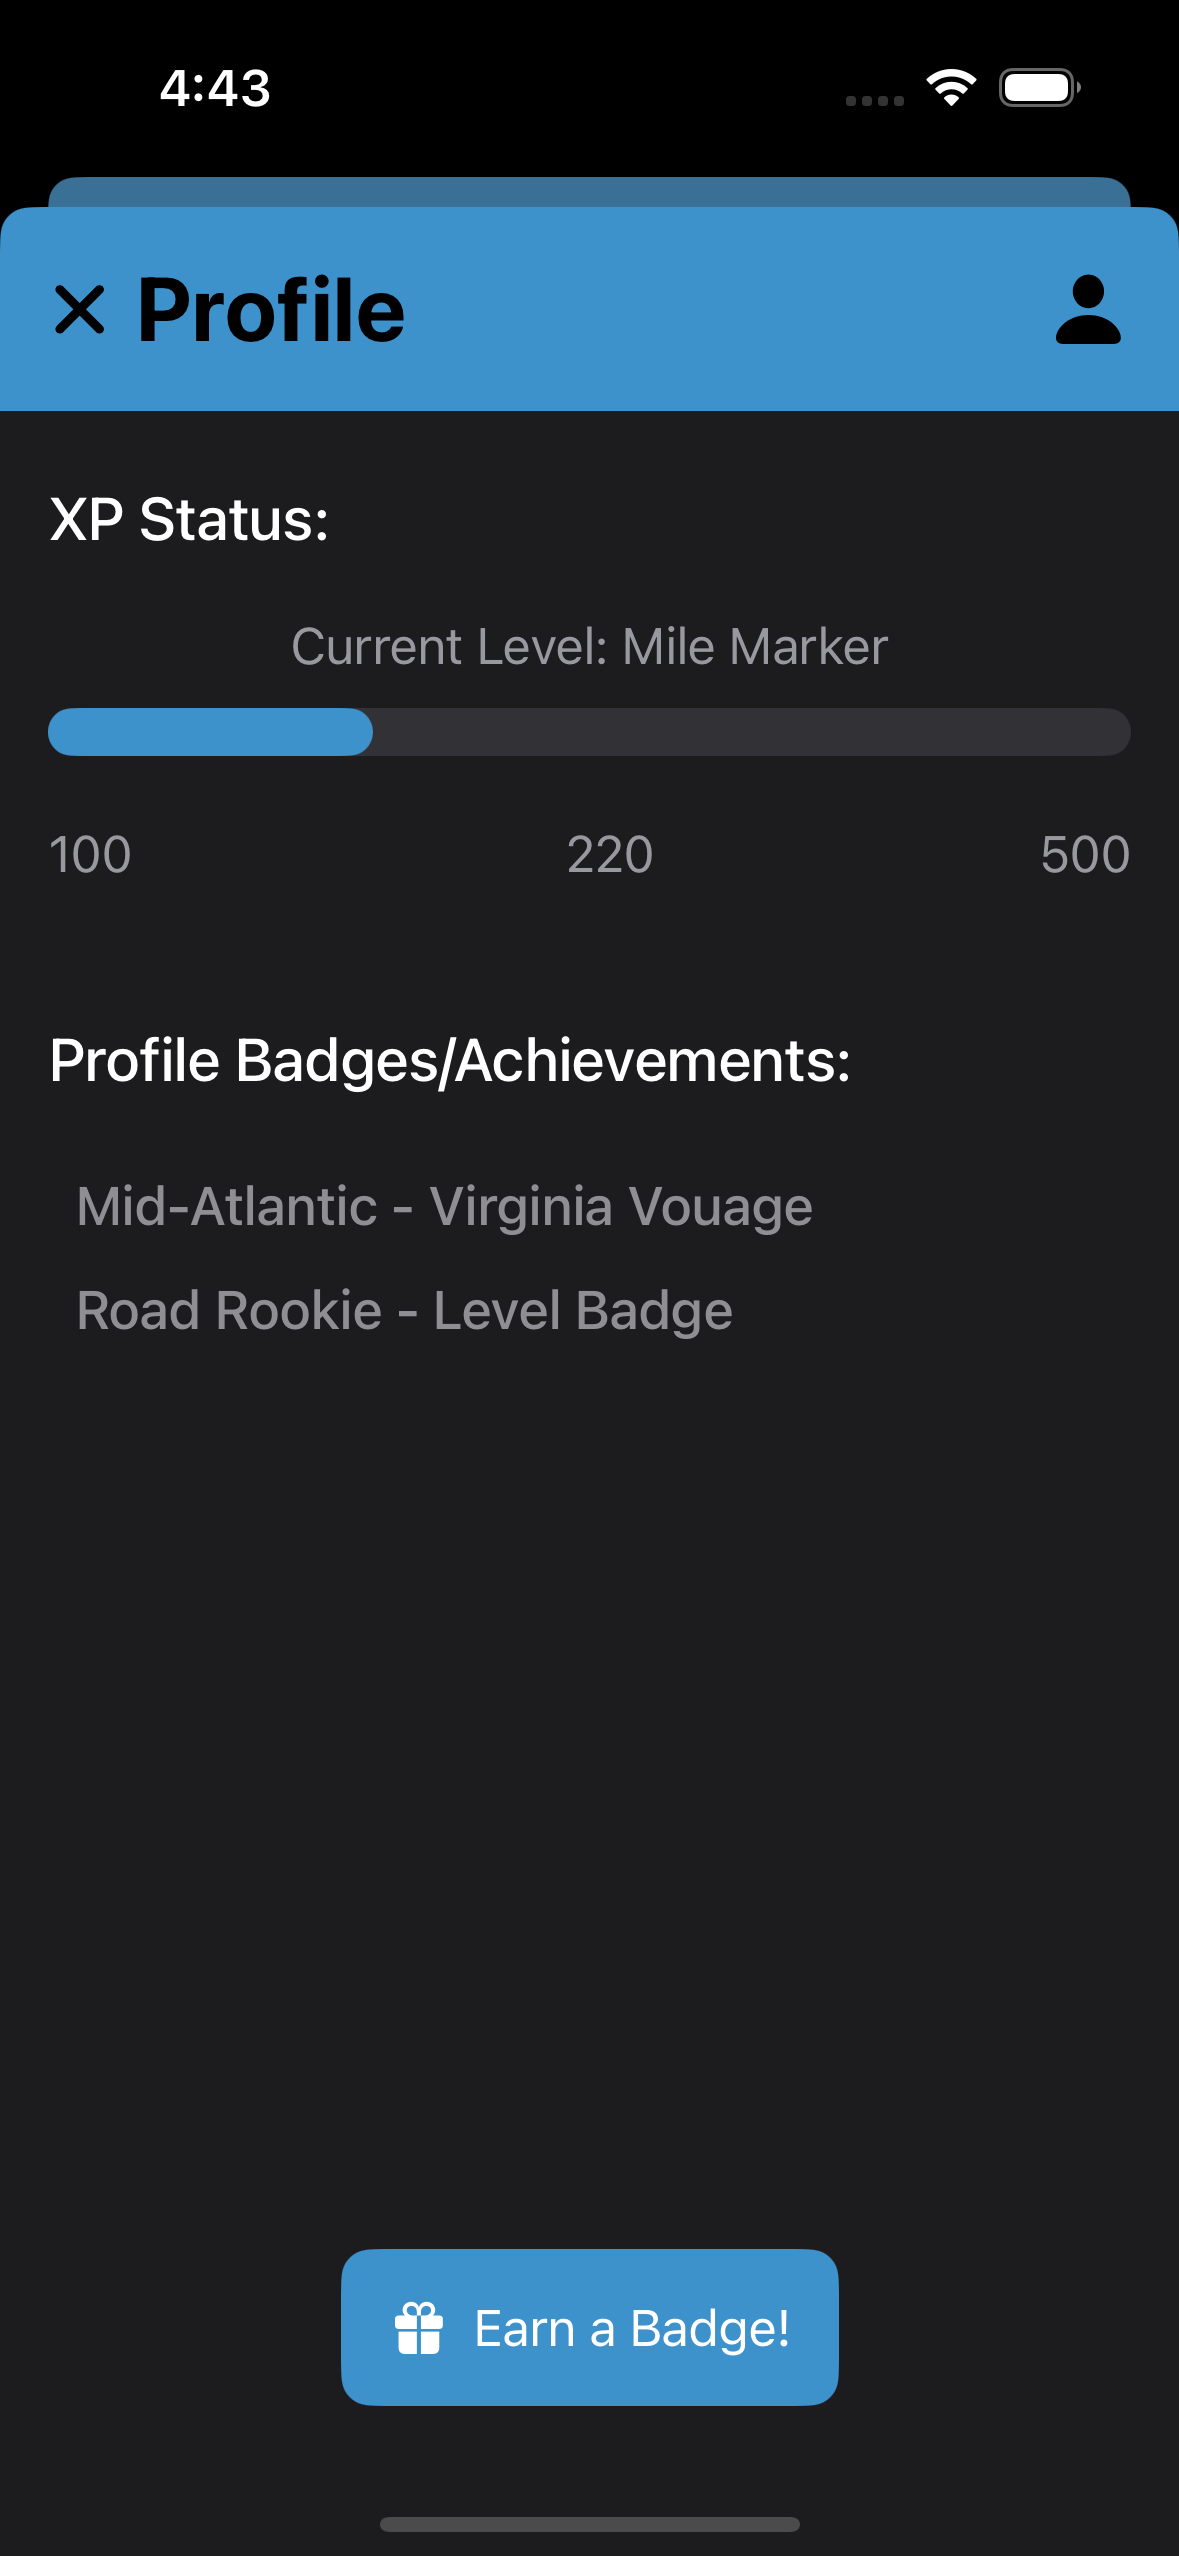 4:43
Profile
XP Status:
Current Level: Mile Marker
100 220 500
Profile Badges/Achievements:
Mid-Atlantic - Virginia Vouage
Road Rookie - Level Badge
Earn a Badge!